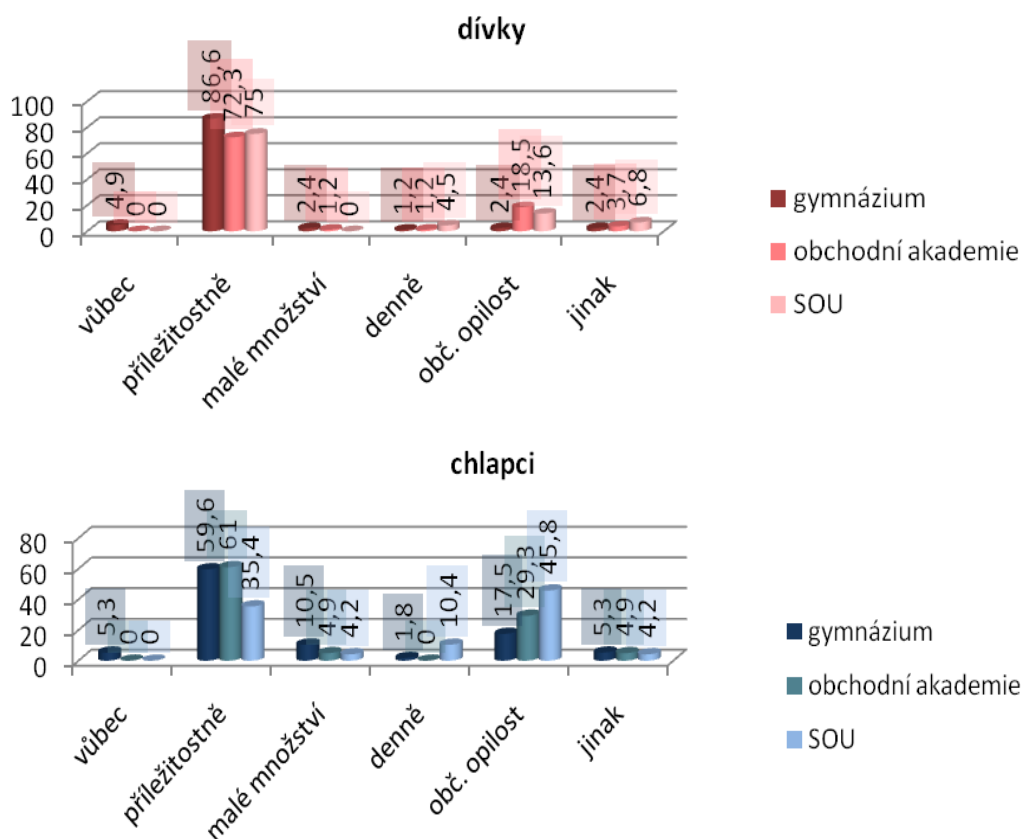 dívky
100
80
60
40
20
0
4,9
0
0
86,6
72,3
75
2,4
1,2
0
1,2
1,2
4,5
2,4
18,5
13,6
2,4
3,7
6,8
vůbec
příležitostně
malé množství
denně
obč. opilost
jinak
gymnázium
obchodní akademie
SOU
chlapci
80
60
40
20
0
5,3
0
0
59,6
61
35,4
10,5
4,9
4,2
1,8
0
10,4
17,5
29,3
45,8
5,3
4,9
4,2
vůbec
příležitostně
malé množství
denně
obč. opilost
jinak
gymnázium
obchodní akademie
SOU